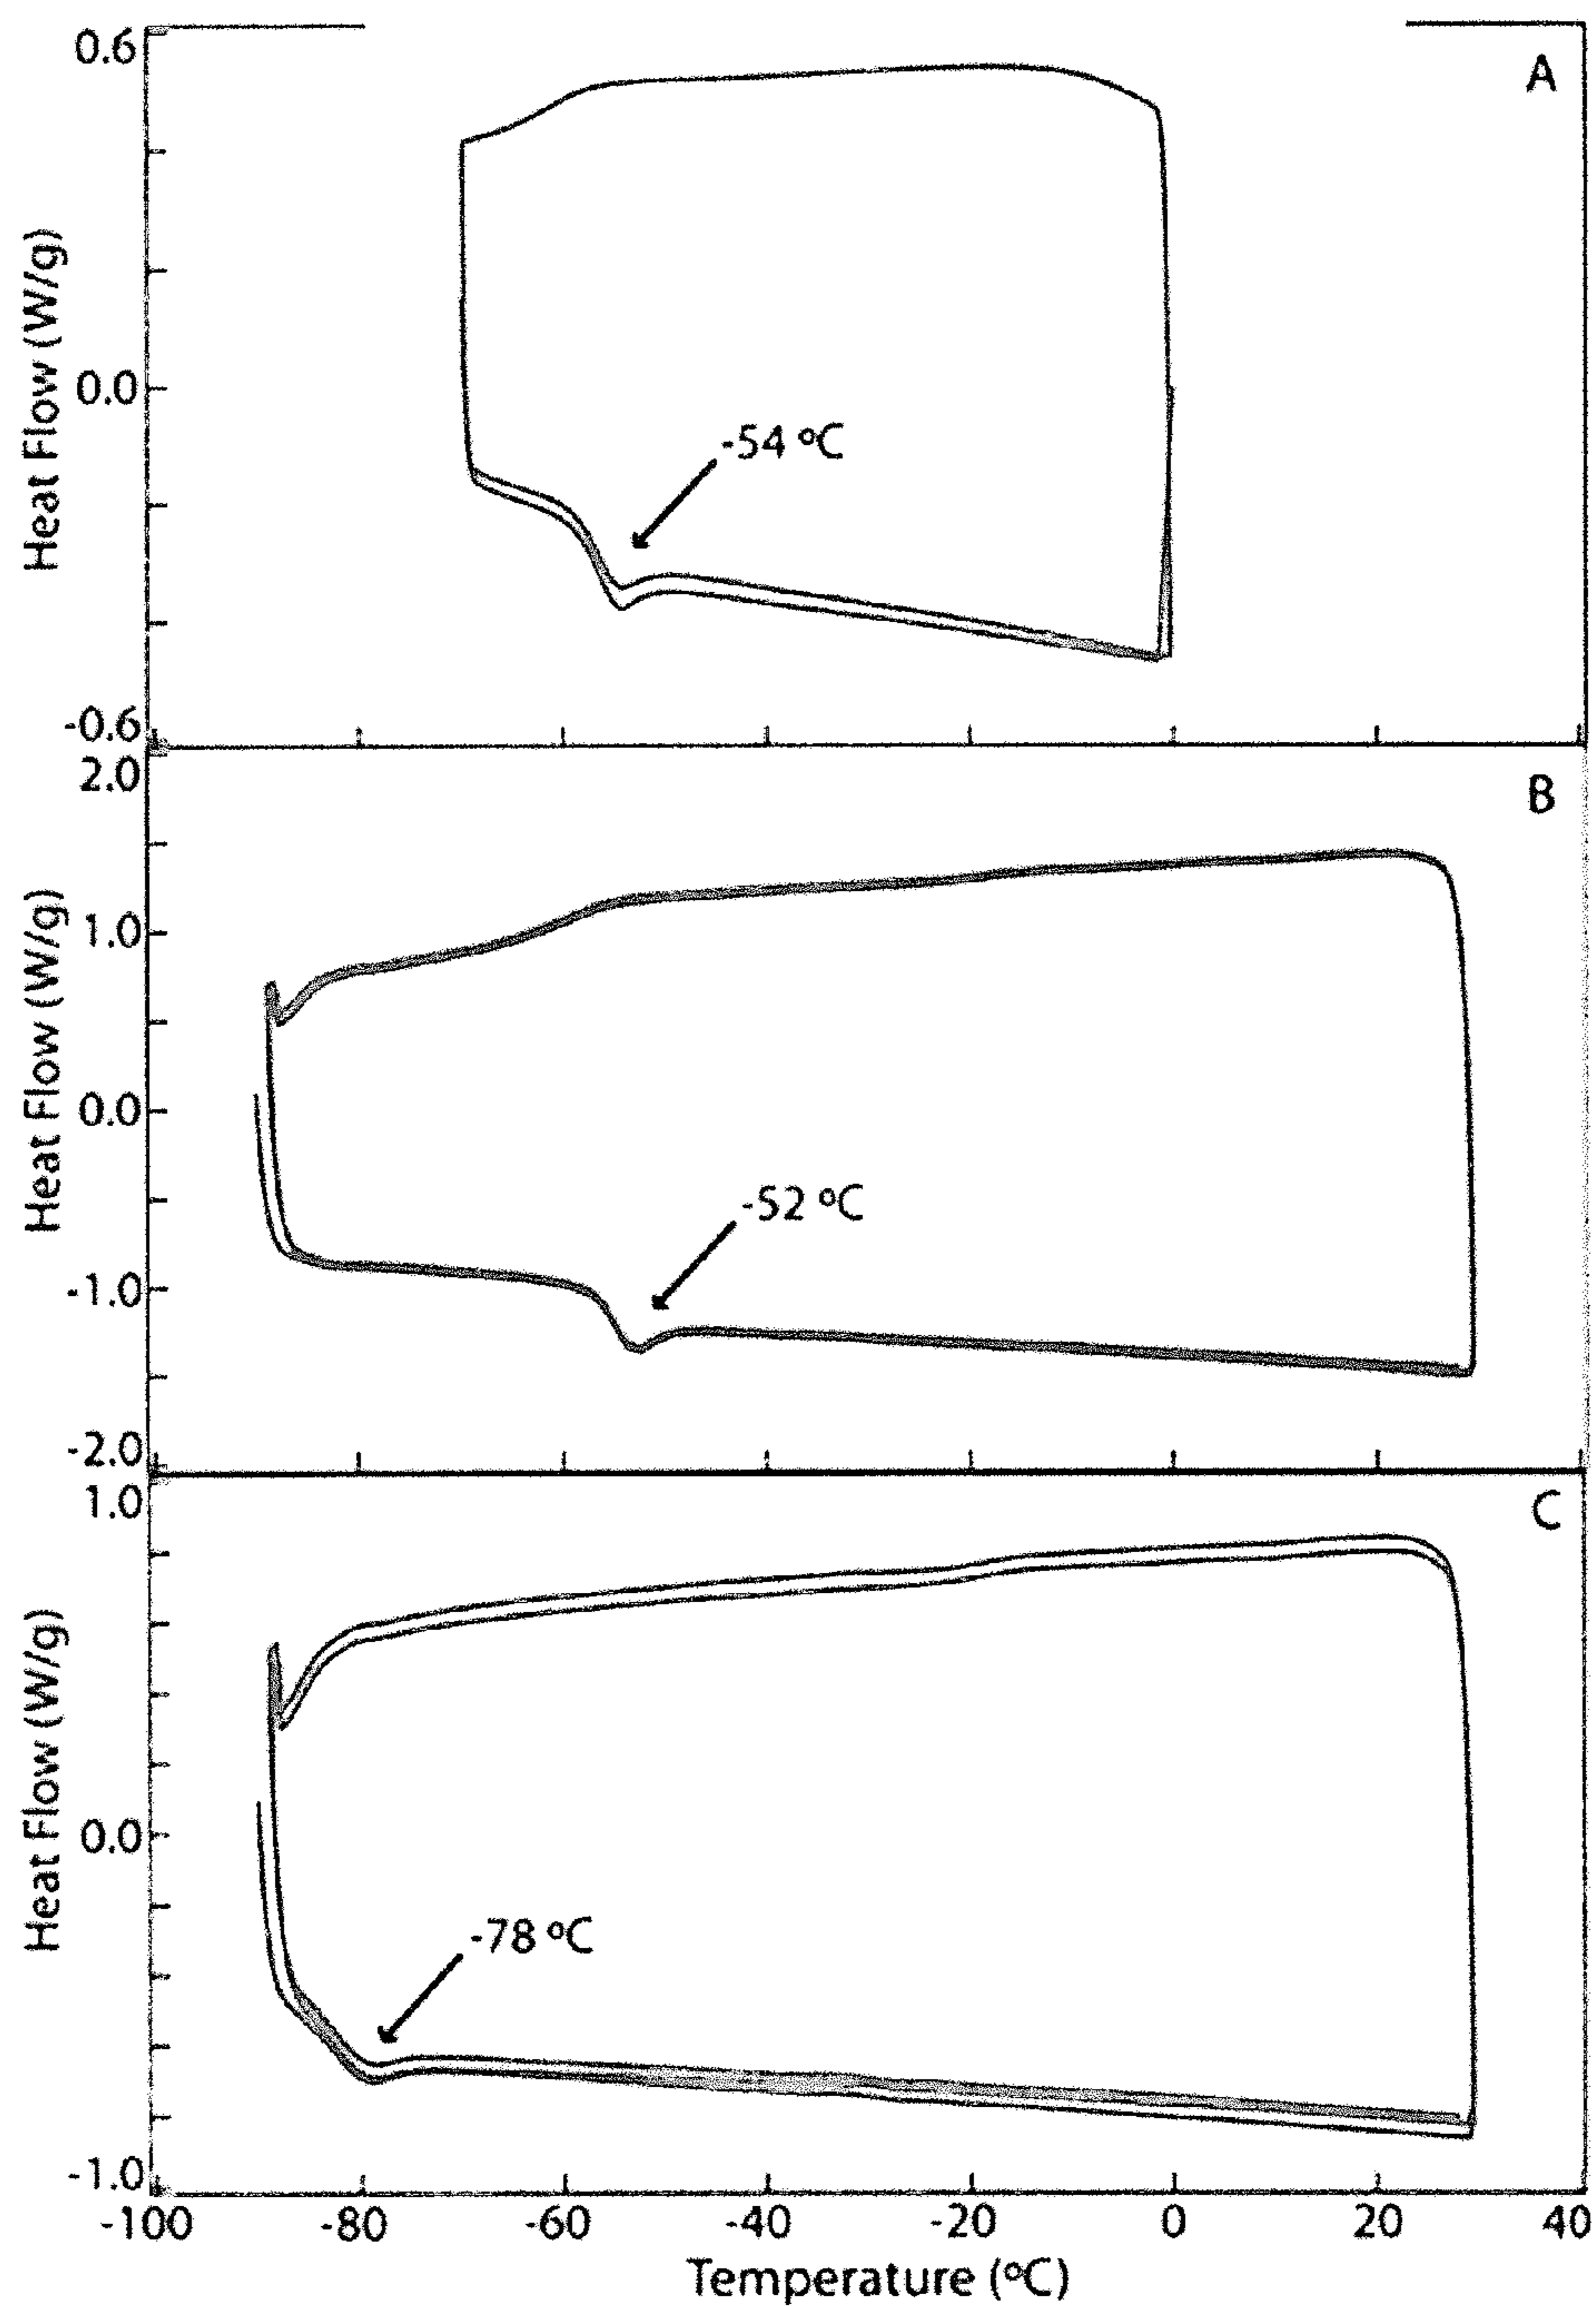 0.6
A
Heat Flow (W/g)
0.0
-54 °C
-0.6
2.0
B
1.0
Heat Flow (W/g)
0.0
-52 °C
-1.0
-2.0
1.0
C
Heat Flow (W/g)
0.0
-78 °C
-1.0
-100 -80 -60 -40 -20 0 20 40
Temperature (°C)